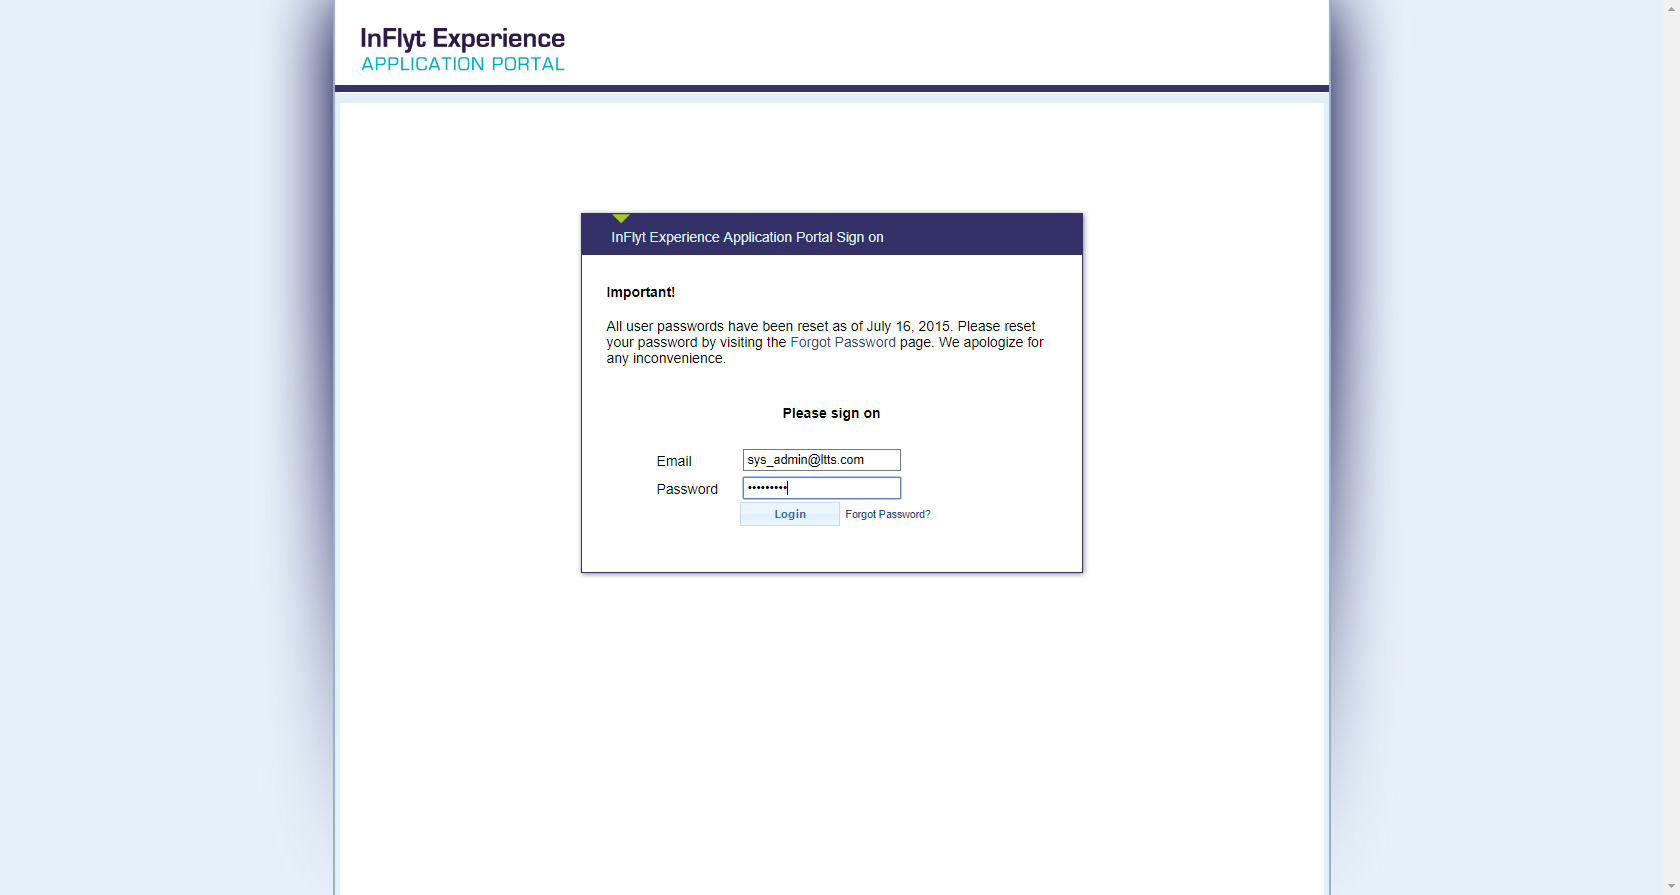 InFlyt Experience
APPLICATION PORTAL
InFlyt Experience Application Portal Sign on
Important!
All user passwords have been reset as of July 16, 2015. Please reset
your password by visiting the Forgot Password page. We apologize for
any inconvenience.
Please sign on
Email sys_admin@ltts.com
Password •••••••••
Login Forgot Password?